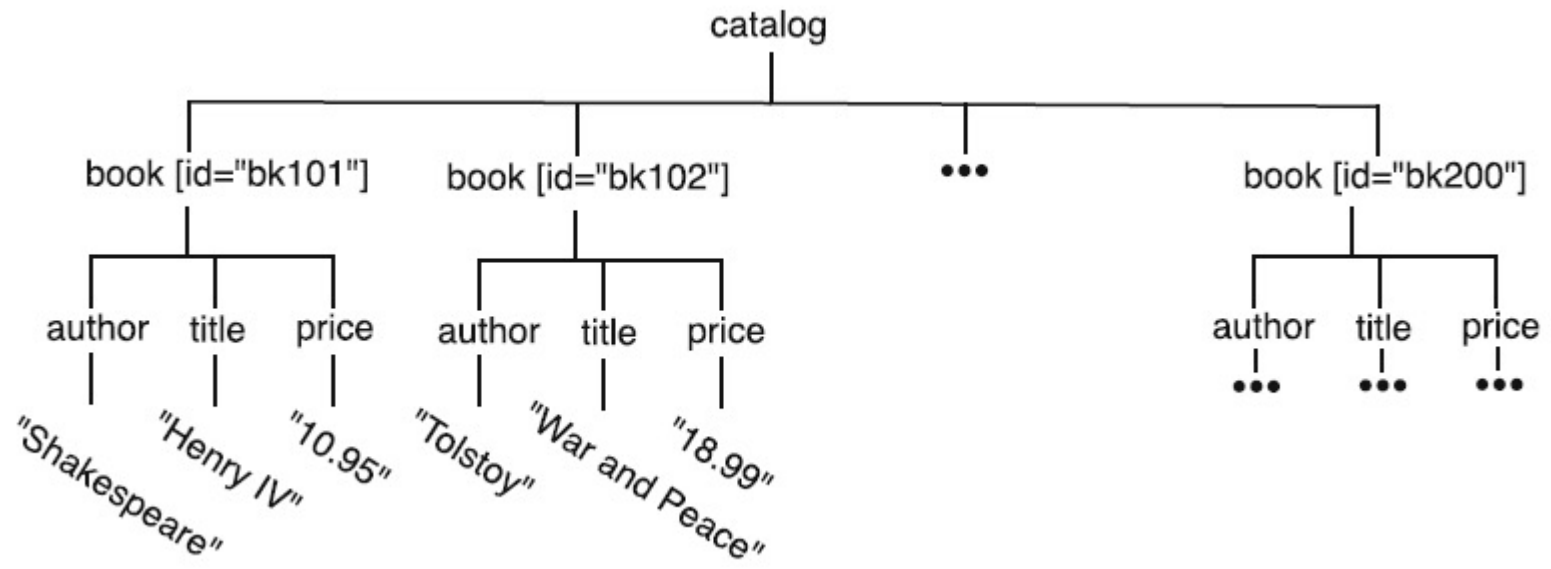 catalog
book [id="bk101"] book [id="bk102"] ••• book [id="bk200"]
author title price author title price author title price
••• ••• •••
"Shakespeare" "Henry IV" "10.95" "Tolstoy" "War and Peace" "18.99"